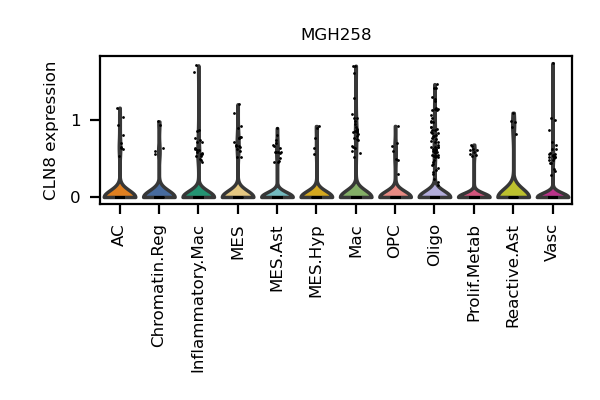 MGH258
CLN8 expression
1
0
AC
Chromatin.Reg
Inflammatory.Mac
MES
MES.Ast
MES.Hyp
Mac
OPC
Oligo
Prolif.Metab
Reactive.Ast
Vasc